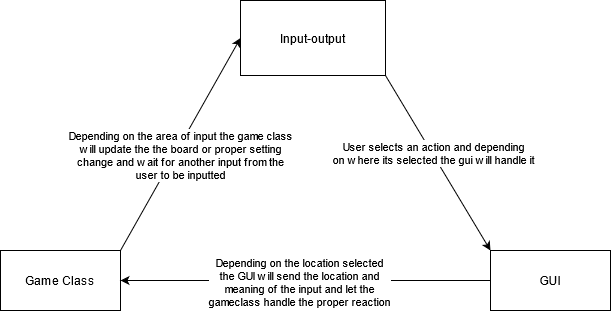 Input-output
Depending on the area of input the game class
will update the the board or proper setting
change and wait for another input from the
user to be inputted
User selects an action and depending
on where its selected the gui will handle it
Game Class
Depending on the location selected
the GUI will send the location and
meaning of the input and let the
gameclass handle the proper reaction
GUI